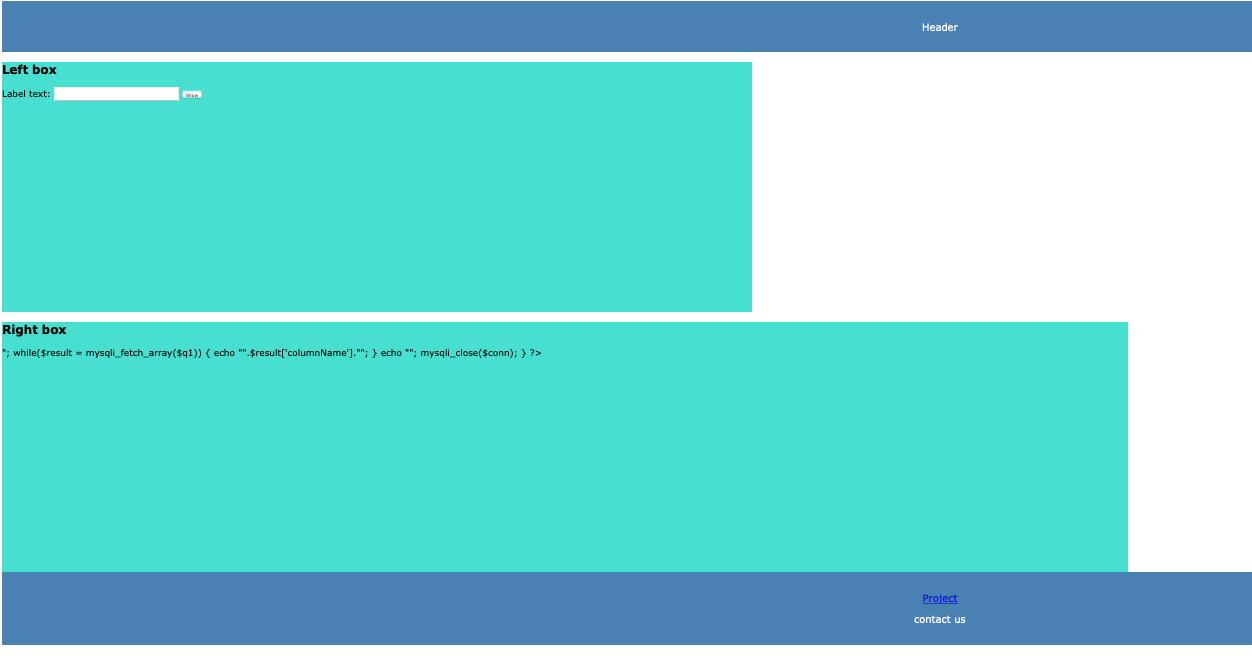 Header
Left box
Label text: Show
Right box
"; while($result = mysqli_fetch_array($q1)) { echo "".$result['columnName'].""; } echo ""; mysqli_close($conn); } ?>
Project
contact us